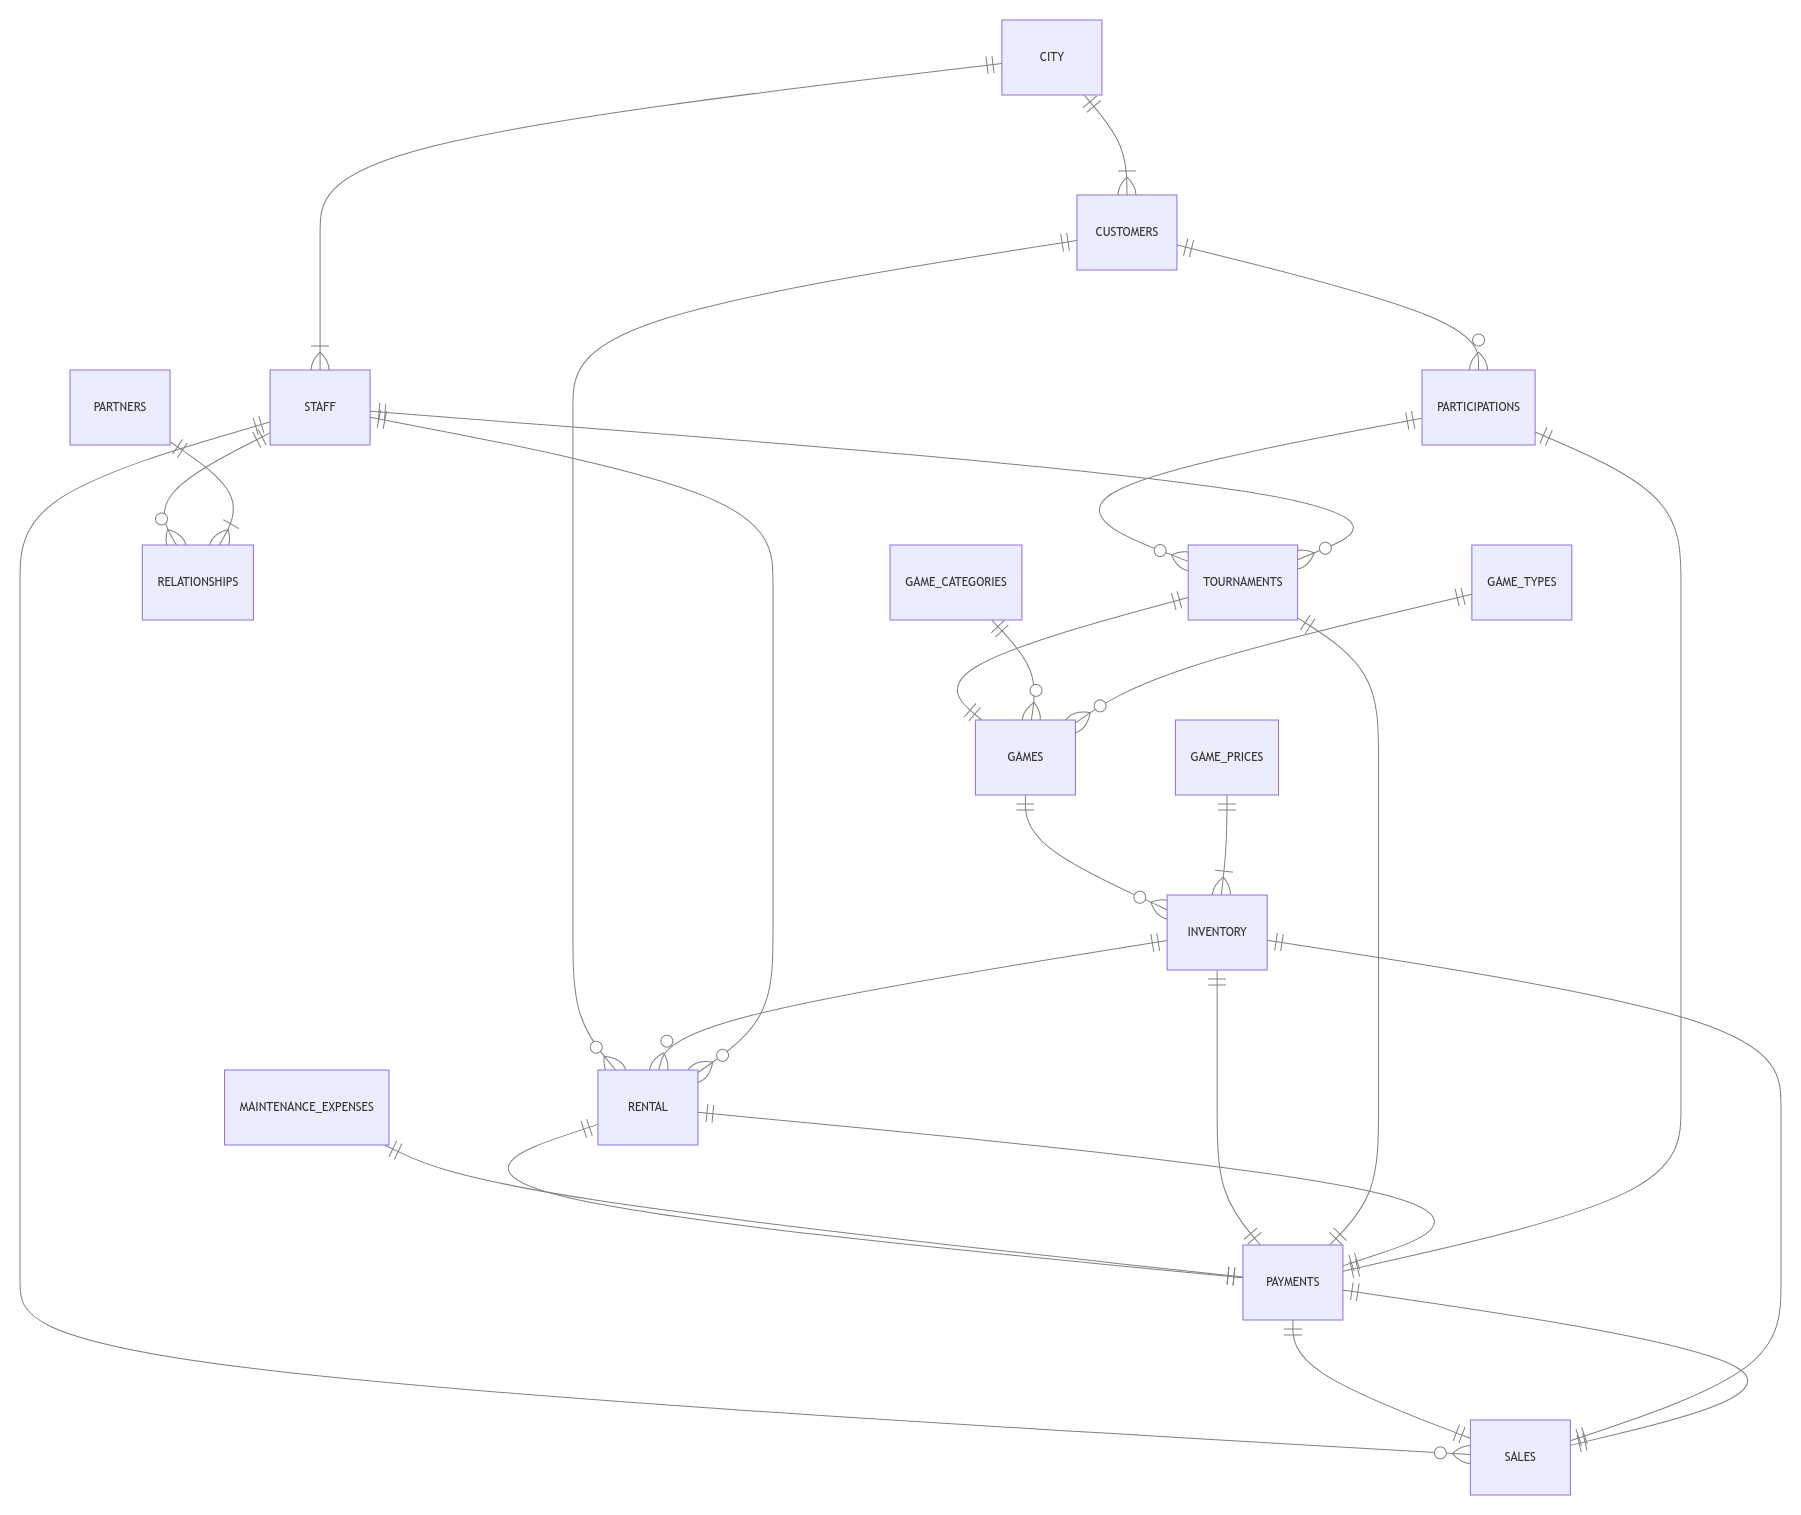 CITY
CUSTOMERS
PARTNERS
STAFF
PARTICIPATIONS
RELATIONSHIPS
GAME_CATEGORIES
TOURNAMENTS
GAME_TYPES
GAMES
GAME_PRICES
INVENTORY
MAINTENANCE_EXPENSES
RENTAL
PAYMENTS
SALES